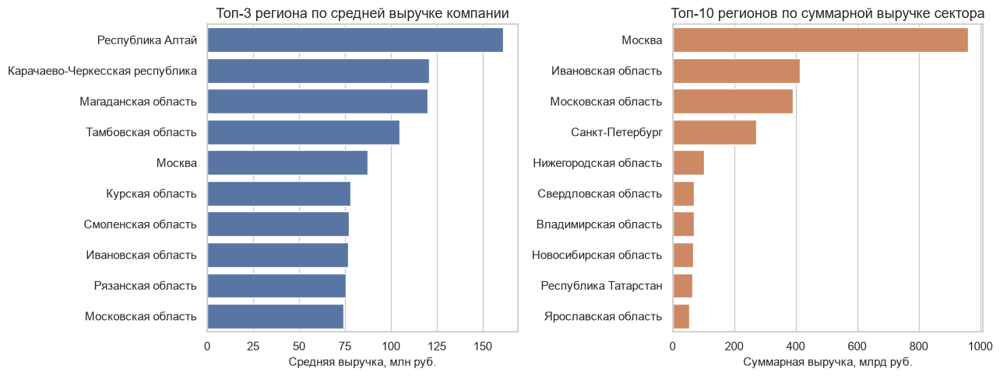 Топ-3 региона по средней выручке компании
Республика Алтай
Карачаево-Черкесская республика
Магаданская область
Тамбовская область
Москва
Курская область
Смоленская область
Ивановская область
Рязанская область
Московская область
0 25 50 75 100 125 150
Средняя выручка, млн руб.
Топ-10 регионов по суммарной выручке сектора
Москва
Ивановская область
Московская область
Санкт-Петербург
Нижегородская область
Свердловская область
Владимирская область
Новосибирская область
Республика Татарстан
Ярославская область
0 200 400 600 800 1000
Суммарная выручка, млрд руб.